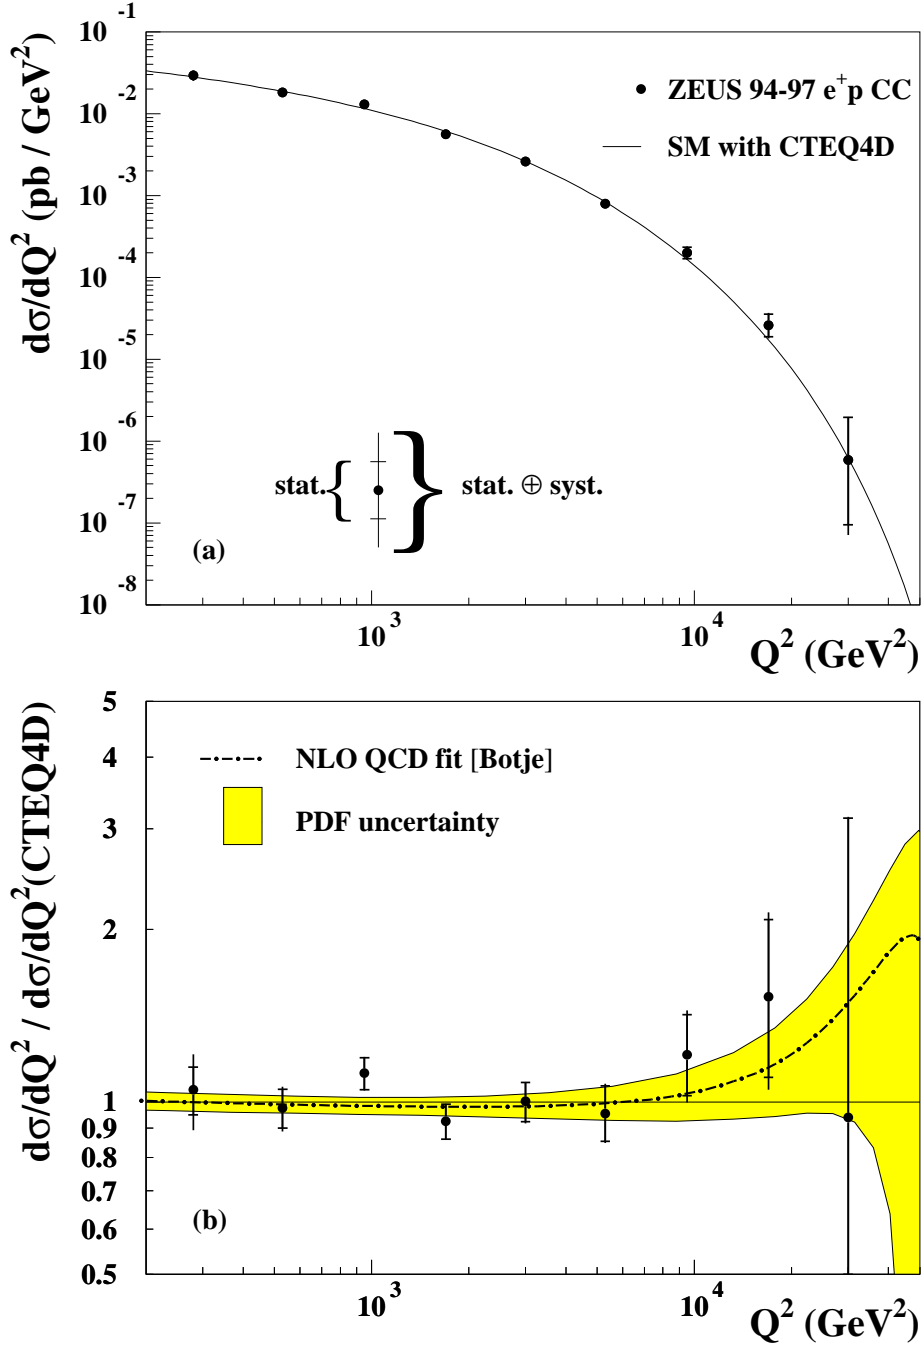 dσ/dQ² (pb / GeV²)
10⁻¹
10⁻²
10⁻³
10⁻⁴
10⁻⁵
10⁻⁶
10⁻⁷
10⁻⁸
ZEUS 94-97 e⁺p CC
SM with CTEQ4D
stat.{ } stat. ⊕ syst.
(a)
10³ 10⁴
Q² (GeV²)
dσ/dQ² / dσ/dQ²(CTEQ4D)
5
4
3
2
1
0.9
0.8
0.7
0.6
0.5
NLO QCD fit [Botje]
PDF uncertainty
(b)
10³ 10⁴
Q² (GeV²)